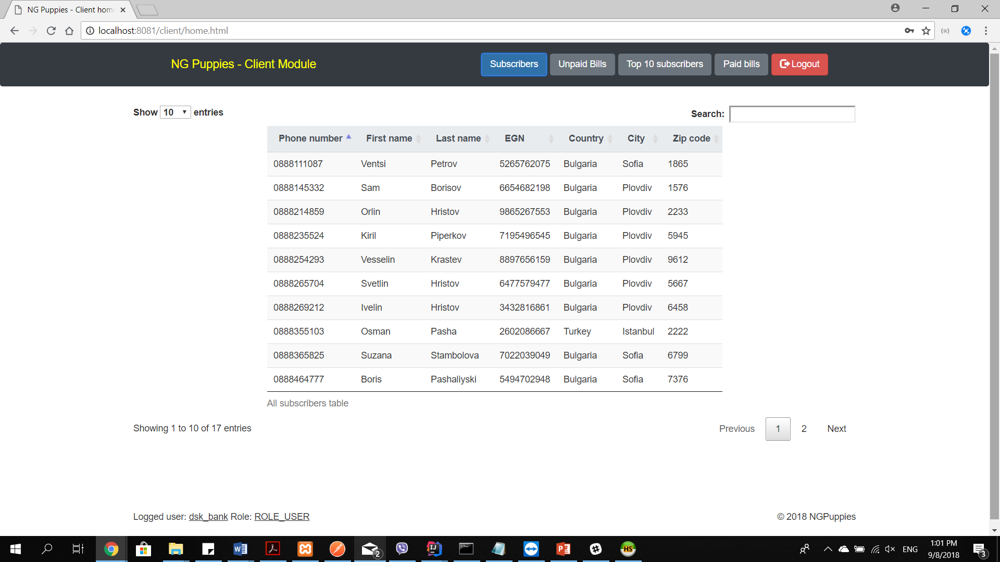 NG Puppies - Client hom
localhost:8081/client/home.html
NG Puppies - Client Module
Subscribers Unpaid Bills Top 10 subscribers Paid bills Logout
Show 10 entries Search:
Phone number First name Last name EGN Country City Zip code
0888111087 Ventsi Petrov 5265762075 Bulgaria Sofia 1865
0888145332 Sam Borisov 6654682198 Bulgaria Plovdiv 1576
0888214859 Orlin Hristov 9865267553 Bulgaria Plovdiv 2233
0888235524 Kiril Piperkov 7195496545 Bulgaria Plovdiv 5945
0888254293 Vesselin Krastev 8897656159 Bulgaria Plovdiv 9612
0888265704 Svetlin Hristov 6477579477 Bulgaria Plovdiv 5667
0888269212 Ivelin Hristov 3432816861 Bulgaria Plovdiv 6458
0888355103 Osman Pasha 2602086667 Turkey Istanbul 2222
0888365825 Suzana Stambolova 7022039049 Bulgaria Sofia 6799
0888464777 Boris Pashaliyski 5494702948 Bulgaria Sofia 7376
All subscribers table
Showing 1 to 10 of 17 entries Previous 1 2 Next
Logged user: dsk_bank Role: ROLE_USER © 2018 NGPuppies
2 HS ENG 1:01 PM 3
9/8/2018